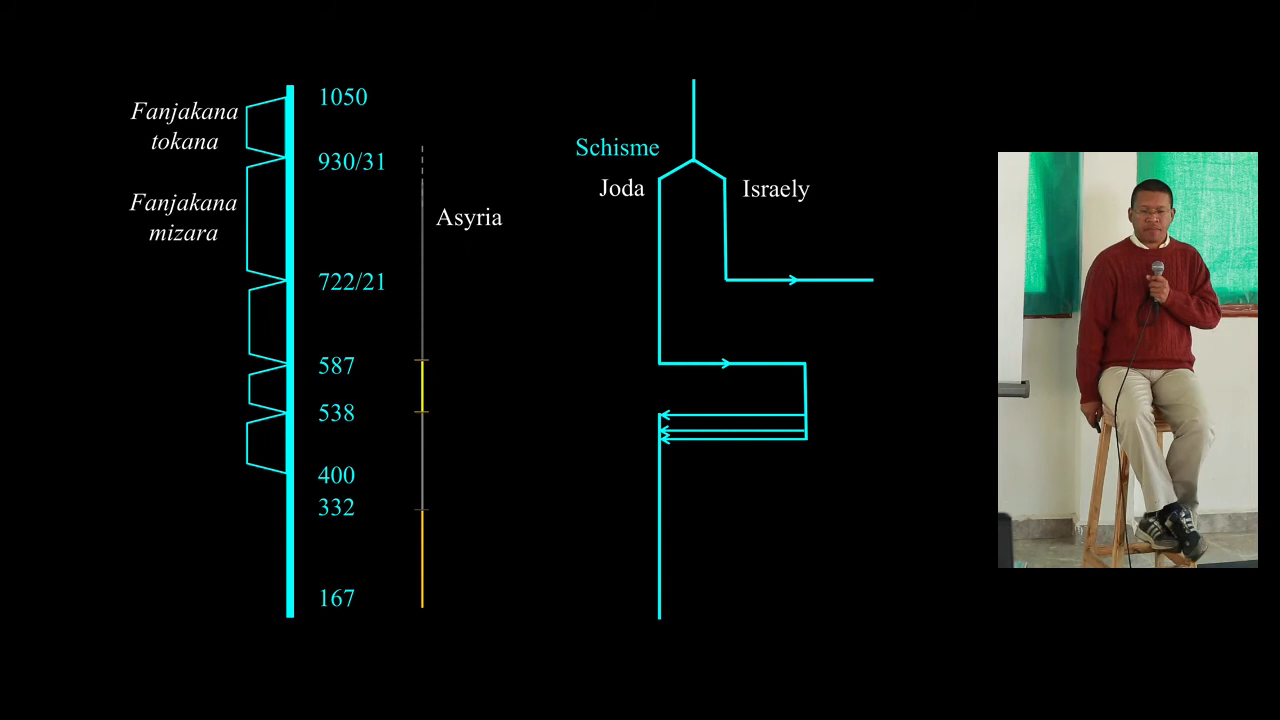 Fanjakana
tokana
Fanjakana
mizara
1050
930/31
722/21
587
538
400
332
167
Asyria
Schisme
Joda
Israely